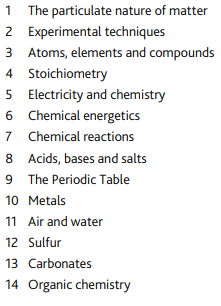 1 The particulate nature of matter
2 Experimental techniques
3 Atoms, elements and compounds
4 Stoichiometry
5 Electricity and chemistry
6 Chemical energetics
7 Chemical reactions
8 Acids, bases and salts
9 The Periodic Table
10 Metals
11 Air and water
12 Sulfur
13 Carbonates
14 Organic chemistry